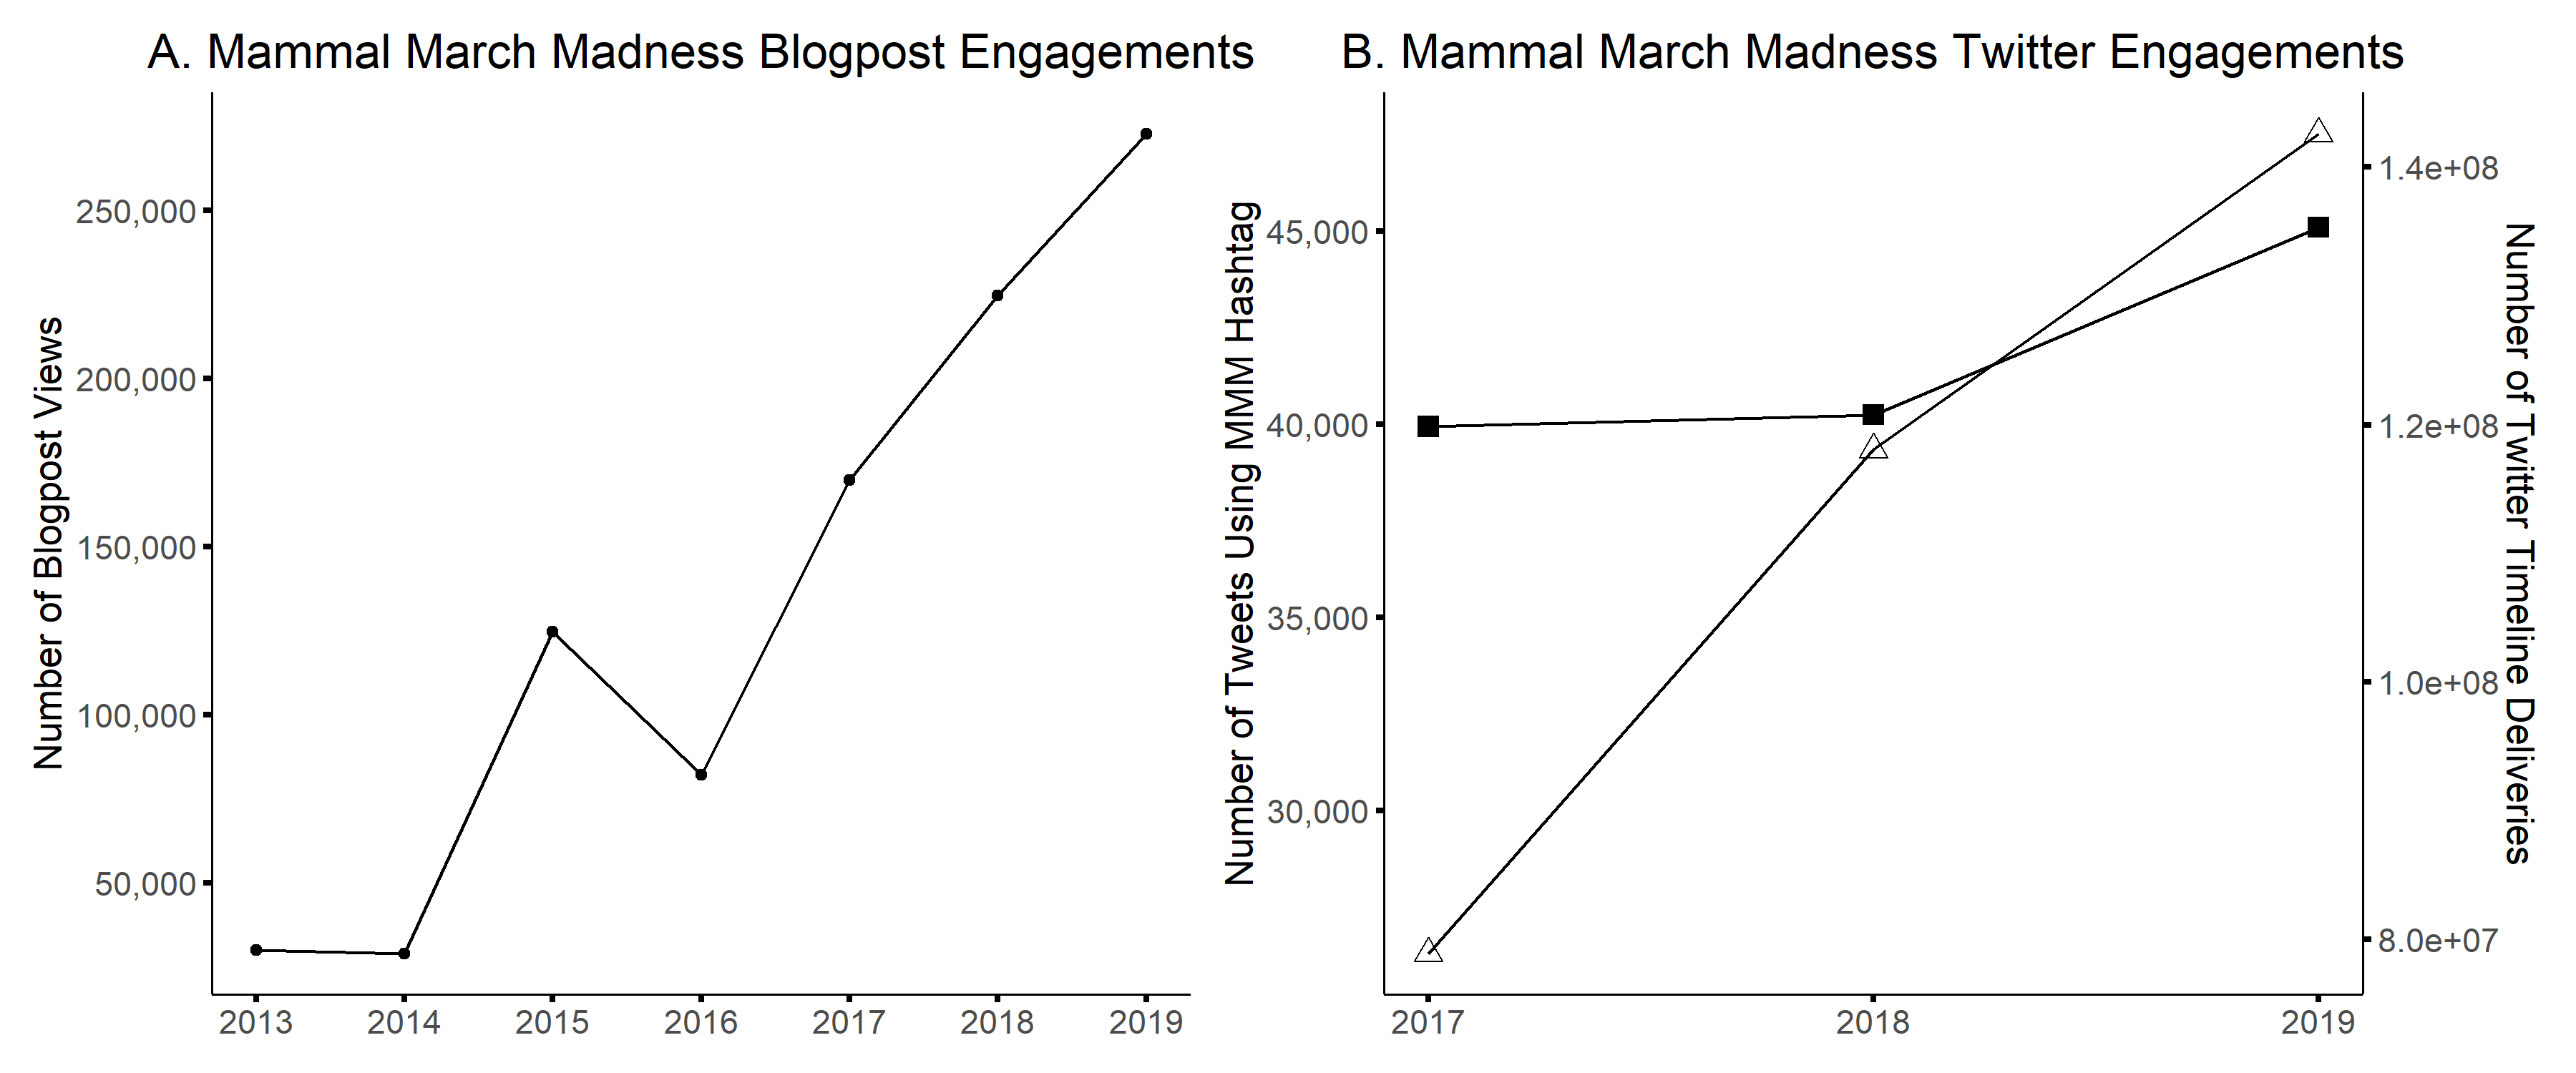 A. Mammal March Madness Blogpost Engagements
Number of Blogpost Views
250,000
200,000
150,000
100,000
50,000
2013 2014 2015 2016 2017 2018 2019
B. Mammal March Madness Twitter Engagements
Number of Tweets Using MMM Hashtag
45,000
40,000
35,000
30,000
2017 2018 2019
1.4e+08
1.2e+08
1.0e+08
8.0e+07
Number of Twitter Timeline Deliveries